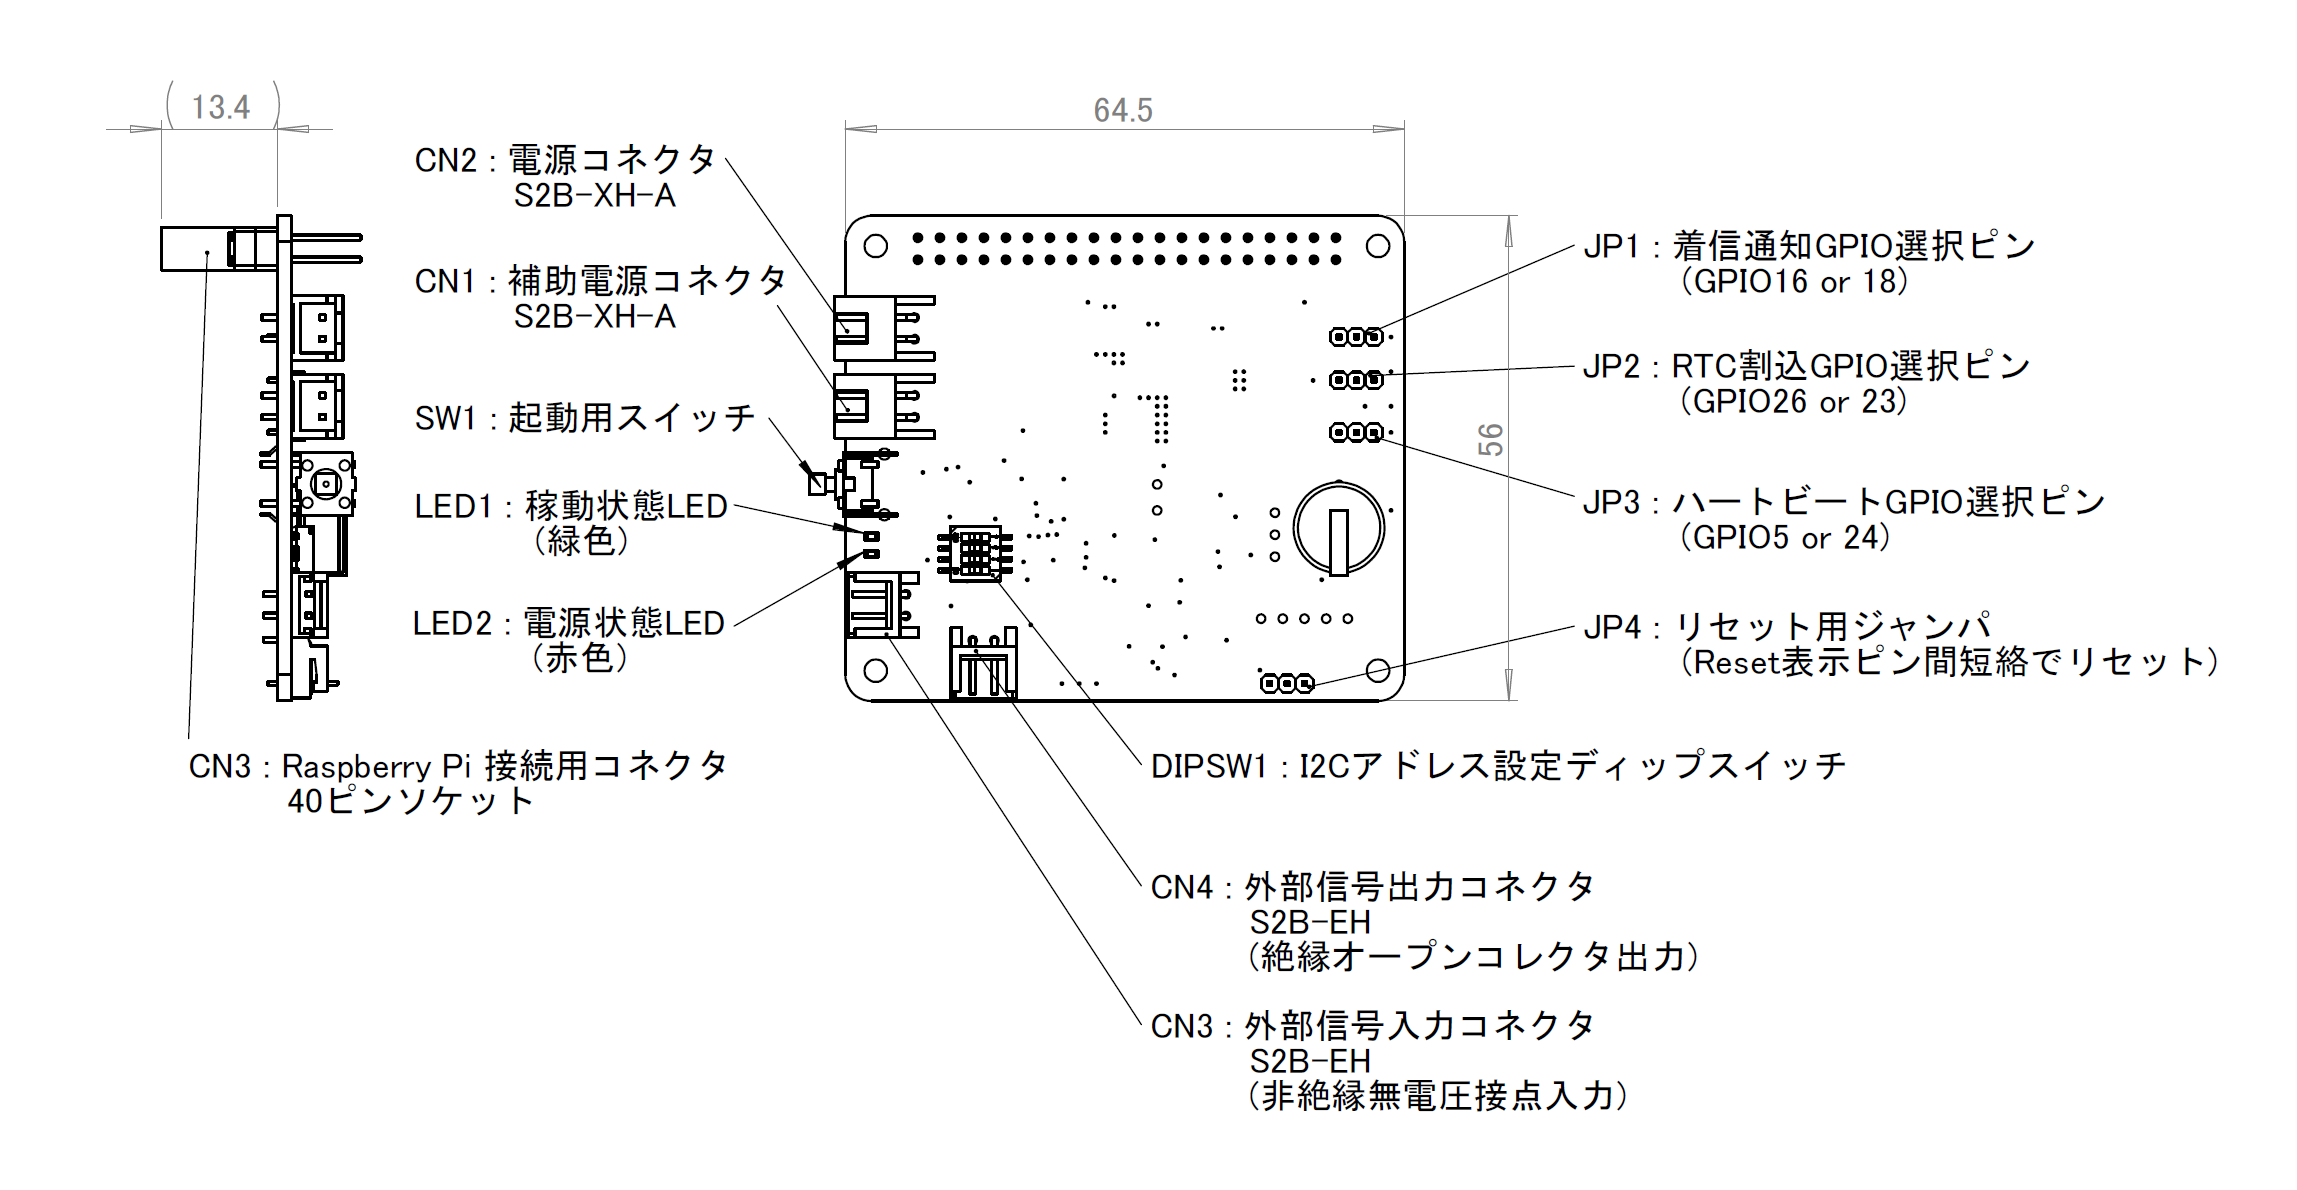 (13.4)
64.5
CN2 : 電源コネクタ
S2B-XH-A
CN1 : 補助電源コネクタ
S2B-XH-A
SW1 : 起動用スイッチ
LED1 : 稼動状態LED
(緑色)
LED2 : 電源状態LED
(赤色)
CN3 : Raspberry Pi 接続用コネクタ
40ピンソケット
JP1 : 着信通知GPIO選択ピン
(GPIO16 or 18)
JP2 : RTC割込GPIO選択ピン
(GPIO26 or 23)
56
JP3 : ハートビートGPIO選択ピン
(GPIO5 or 24)
JP4 : リセット用ジャンパ
(Reset表示ピン間短絡でリセット)
DIPSW1 : I2Cアドレス設定ディップスイッチ
CN4 : 外部信号出力コネクタ
S2B-EH
(絶縁オープンコレクタ出力)
CN3 : 外部信号入力コネクタ
S2B-EH
(非絶縁無電圧接点入力)